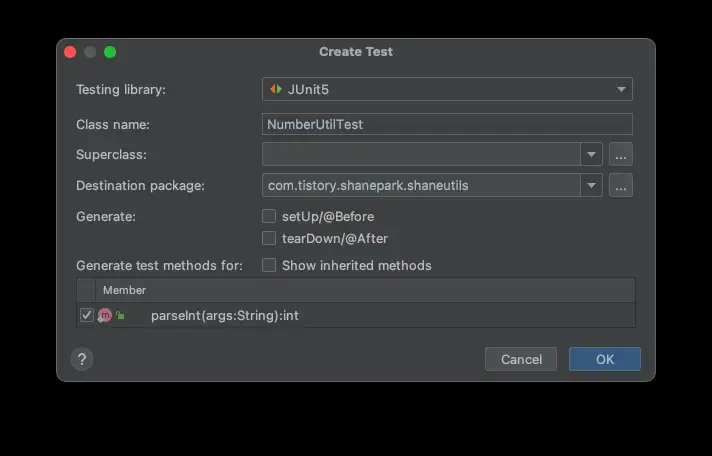 Create Test
Testing library: JUnit5
Class name: NumberUtilTest
Superclass: ...
Destination package: com.tistory.shanepark.shaneutils ...
Generate: setUp/@Before
tearDown/@After
Generate test methods for: Show inherited methods
Member
m parseInt(args:String):int
? Cancel OK